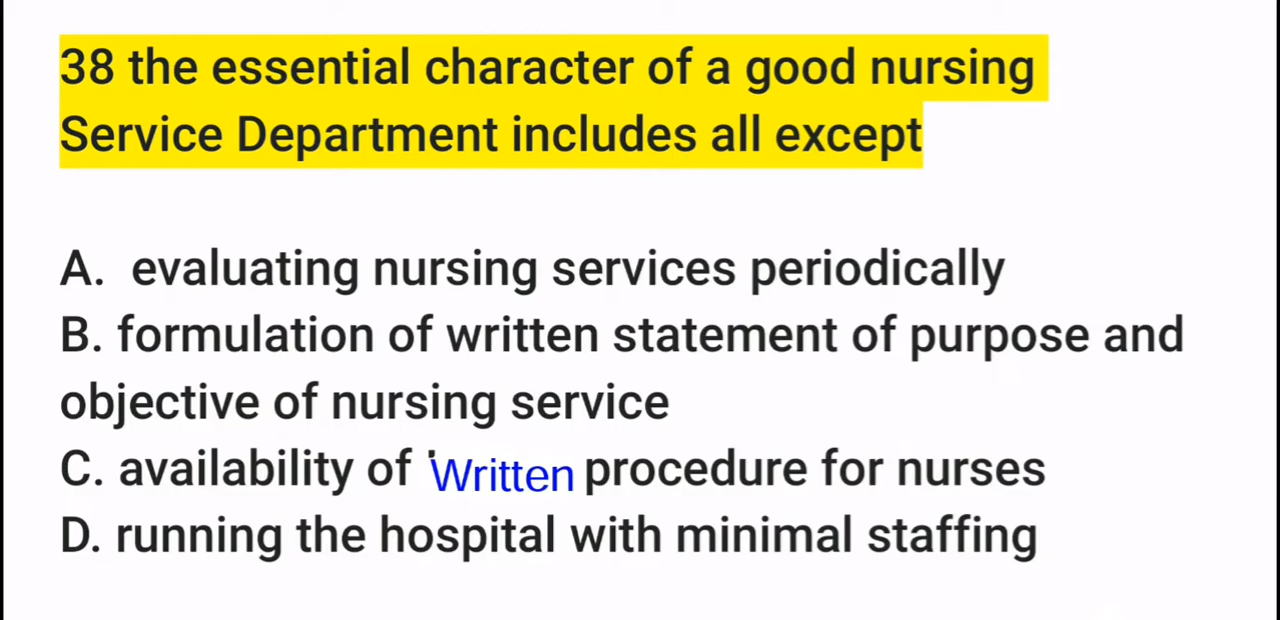 38 the essential character of a good nursing
Service Department includes all except
A. evaluating nursing services periodically
B. formulation of written statement of purpose and
objective of nursing service
C. availability of Written procedure for nurses
D. running the hospital with minimal staffing